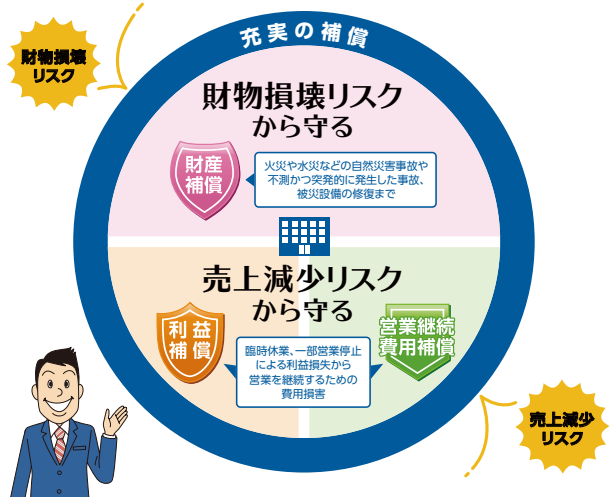 充実の補償
財物損壊
リスク
財物損壊リスク
から守る
財産
補償
火災や水災などの自然災害事故や
不測かつ突発的に発生した事故、
被災設備の修復まで
売上減少リスク
から守る
利益
補償
臨時休業、一部営業停止
による利益損失から
営業を継続するための
費用損害
営業継続
費用補償
売上減少
リスク